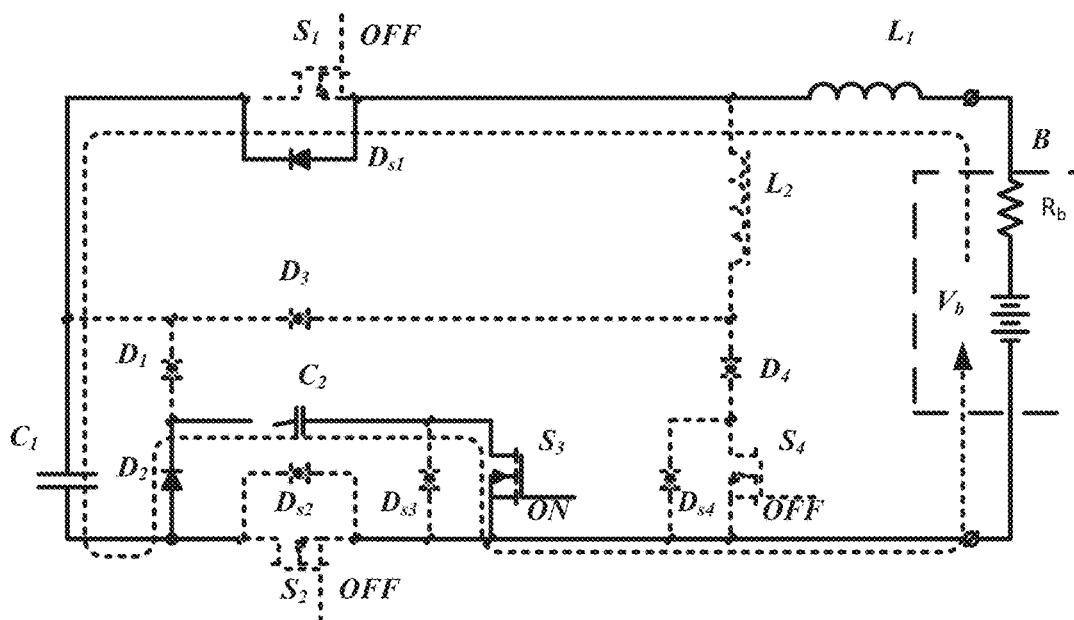 S1 OFF
L1
Ds1
B
L2
Rb
D3
Vb
D1
C2
D4
C1
D2
S3
S4
Ds2
Ds3
ON
Ds4
OFF
S2 OFF